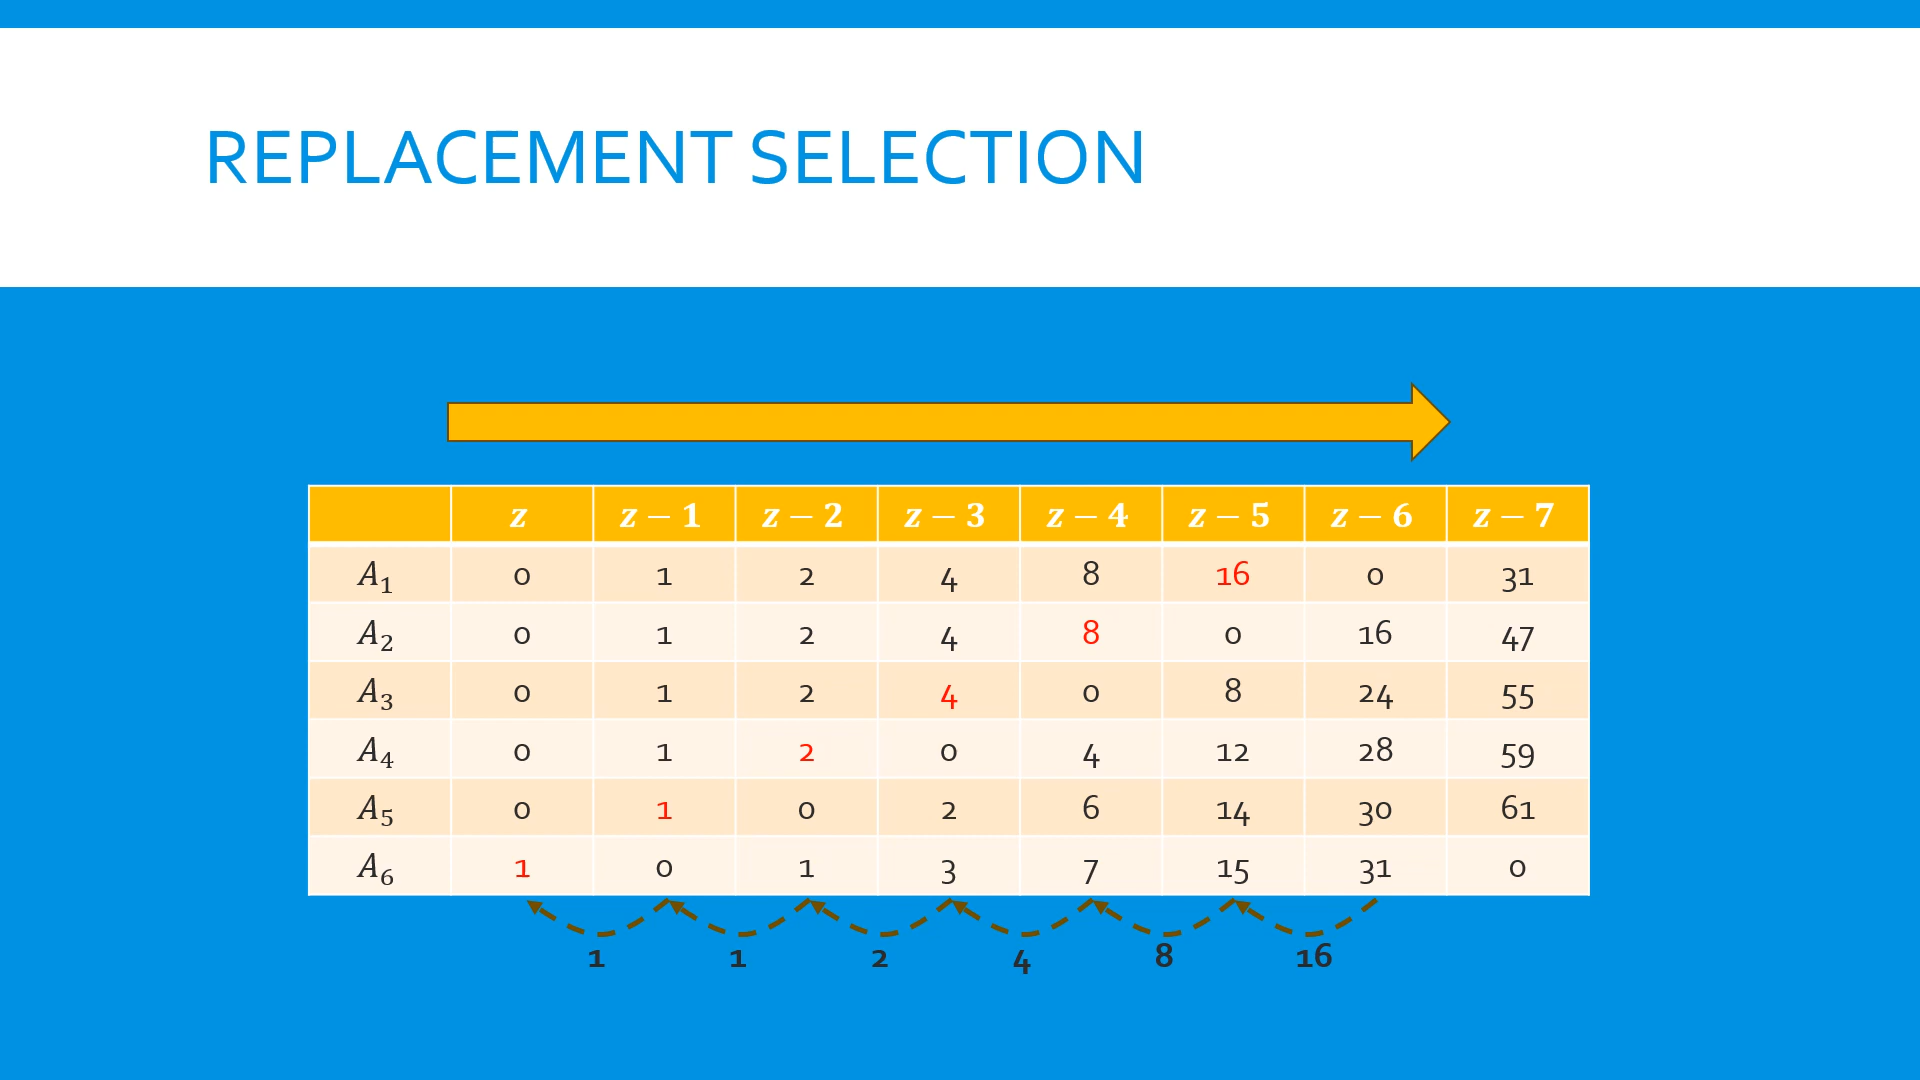 REPLACEMENT SELECTION
z z − 1 z − 2 z − 3 z − 4 z − 5 z − 6 z − 7
A₁ 0 1 2 4 8 16 0 31
A₂ 0 1 2 4 8 0 16 47
A₃ 0 1 2 4 0 8 24 55
A₄ 0 1 2 0 4 12 28 59
A₅ 0 1 0 2 6 14 30 61
A₆ 1 0 1 3 7 15 31 0
1 1 2 4 8 16